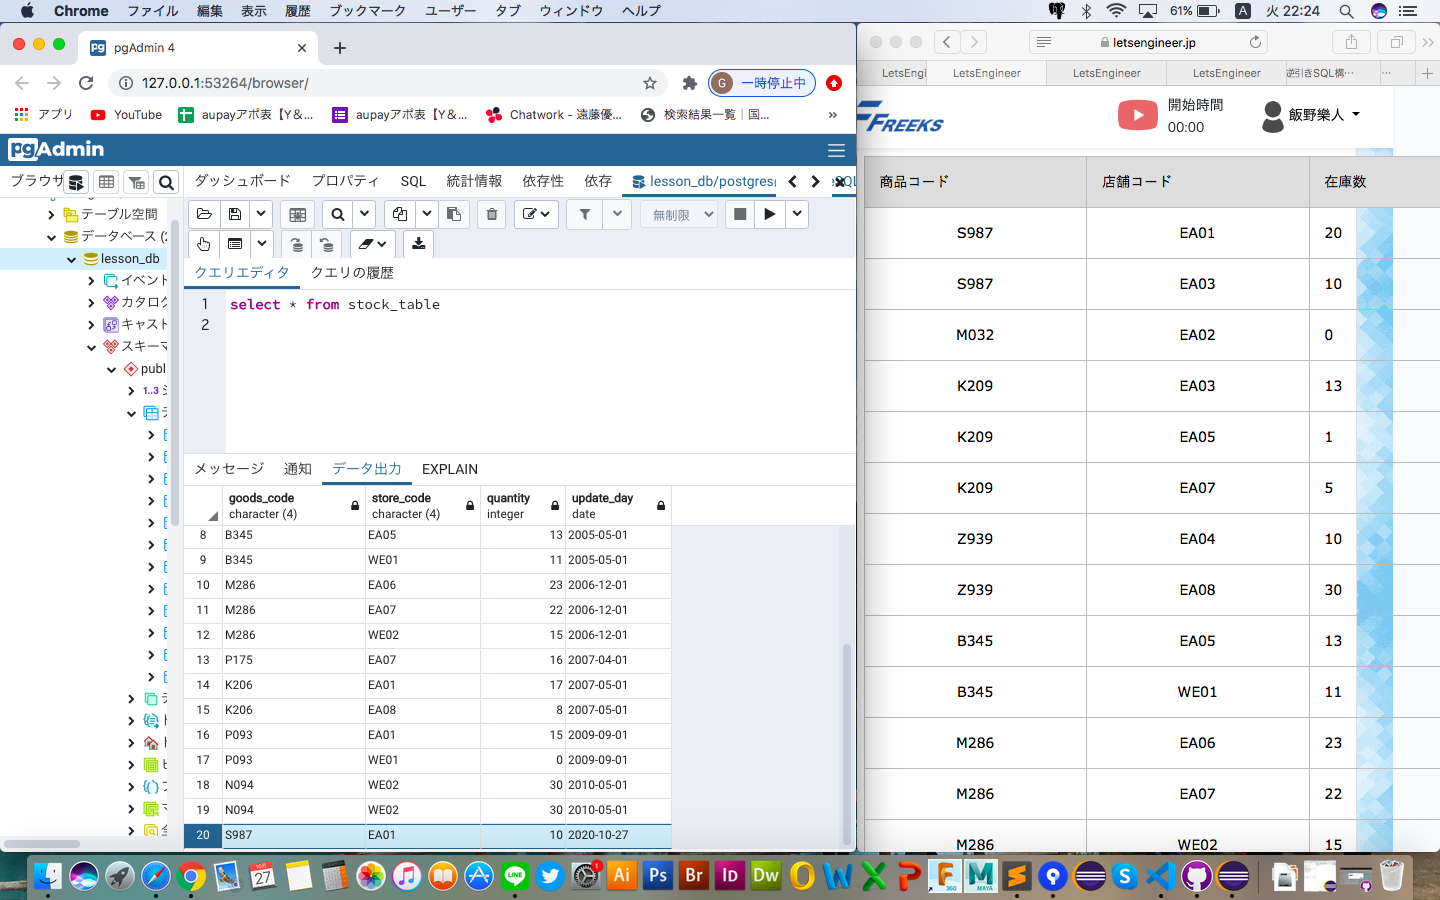 Chrome ファイル 編集 表示 履歴 ブックマーク ユーザー タブ ウィンドウ ヘルプ 61% A 火 22:24
pgAdmin 4
127.0.0.1:53264/browser/
G 一時停止中
アプリ YouTube aupayアポ表【Y&... aupayアポ表【Y&... Chatwork - 遠藤優... 検索結果一覧｜国... »
pgAdmin
ブラウザ ダッシュボード プロパティ SQL 統計情報 依存性 依存 lesson_db/postgres
無制限
クエリエディタ クエリの履歴
1 select * from stock_table
2
テーブル空間
データベース
lesson_db
イベント
カタログ
キャスト
スキーマ
publ
1..3
メッセージ 通知 データ出力 EXPLAIN
goods_code character (4) store_code character (4) quantity integer update_day date
8 B345 EA05 13 2005-05-01
9 B345 WE01 11 2005-05-01
10 M286 EA06 23 2006-12-01
11 M286 EA07 22 2006-12-01
12 M286 WE02 15 2006-12-01
13 P175 EA07 16 2007-04-01
14 K206 EA01 17 2007-05-01
15 K206 EA08 8 2007-05-01
16 P093 EA01 15 2009-09-01
17 P093 WE01 0 2009-09-01
18 N094 WE02 30 2010-05-01
19 N094 WE02 30 2010-05-01
20 S987 EA01 10 2020-10-27
letsengineer.jp
LetsEngi LetsEngineer LetsEngineer LetsEngineer 逆引きSQL構...
FREEKS 開始時間 00:00 飯野樂人
商品コード 店舗コード 在庫数
S987 EA01 20
S987 EA03 10
M032 EA02 0
K209 EA03 13
K209 EA05 1
K209 EA07 5
Z939 EA04 10
Z939 EA08 30
B345 EA05 13
B345 WE01 11
M286 EA06 23
M286 EA07 22
M286 WE02 15
27 LINE 1 Ai Ps Br Id Dw F 360 M MAYA